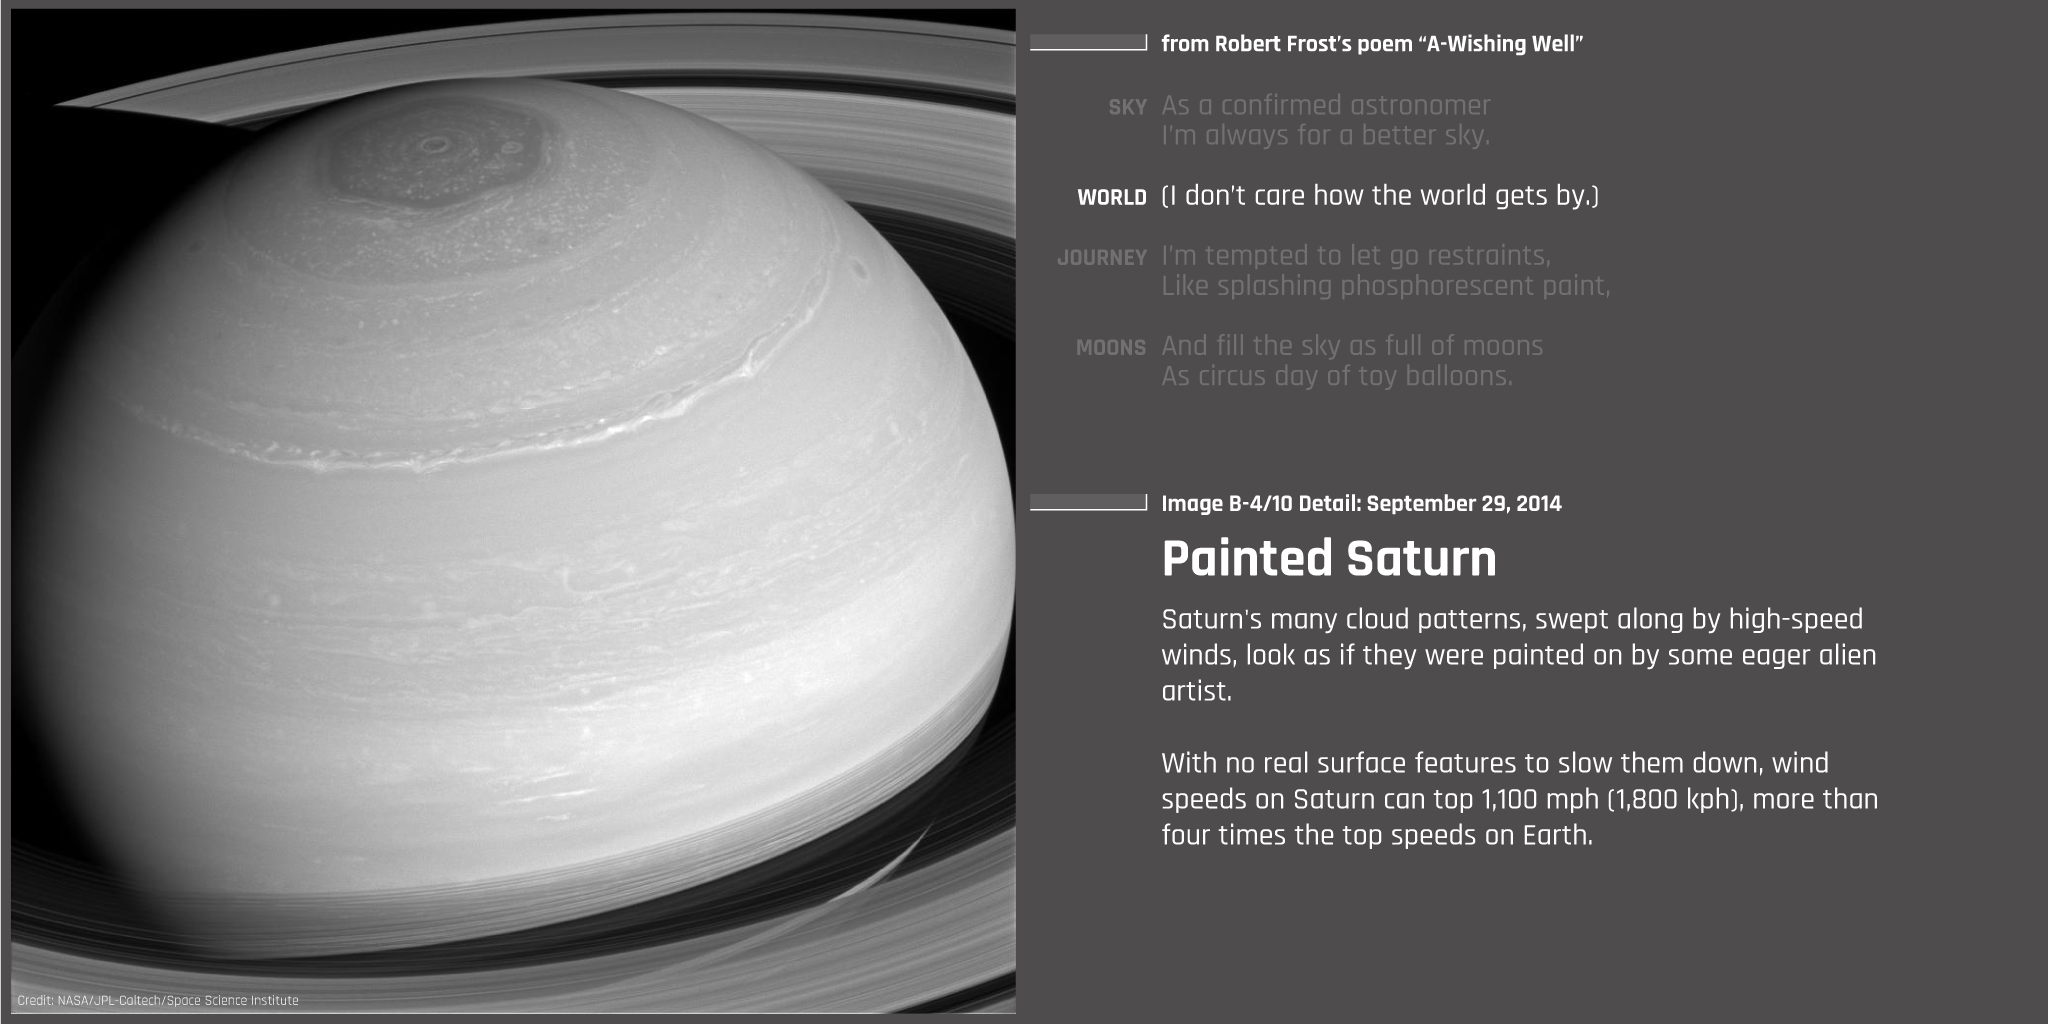 from Robert Frost’s poem “A-Wishing Well”
SKY As a confirmed astronomer
I’m always for a better sky.
WORLD (I don’t care how the world gets by.)
JOURNEY I’m tempted to let go restraints,
Like splashing phosphorescent paint,
MOONS And fill the sky as full of moons
As circus day of toy balloons.
Image B-4/10 Detail: September 29, 2014
Painted Saturn
Saturn's many cloud patterns, swept along by high-speed
winds, look as if they were painted on by some eager alien
artist.
With no real surface features to slow them down, wind
speeds on Saturn can top 1,100 mph (1,800 kph), more than
four times the top speeds on Earth.
Credit: NASA/JPL-Caltech/Space Science Institute